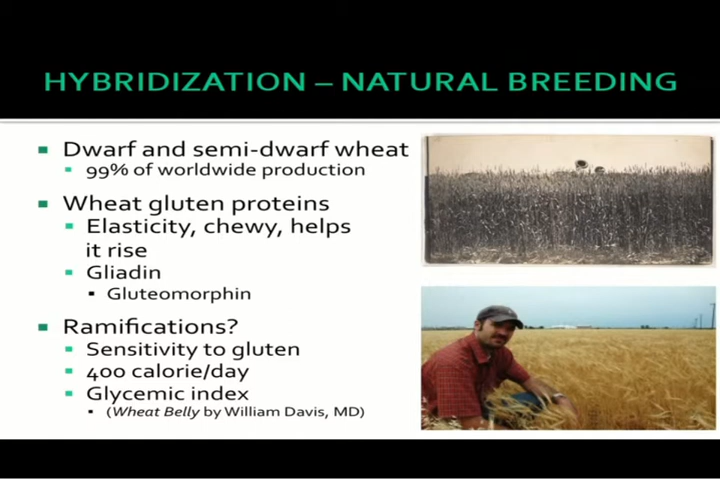 HYBRIDIZATION – NATURAL BREEDING
Dwarf and semi-dwarf wheat
99% of worldwide production
Wheat gluten proteins
Elasticity, chewy, helps
it rise
Gliadin
Gluteomorphin
Ramifications?
Sensitivity to gluten
400 calorie/day
Glycemic index
(Wheat Belly by William Davis, MD)